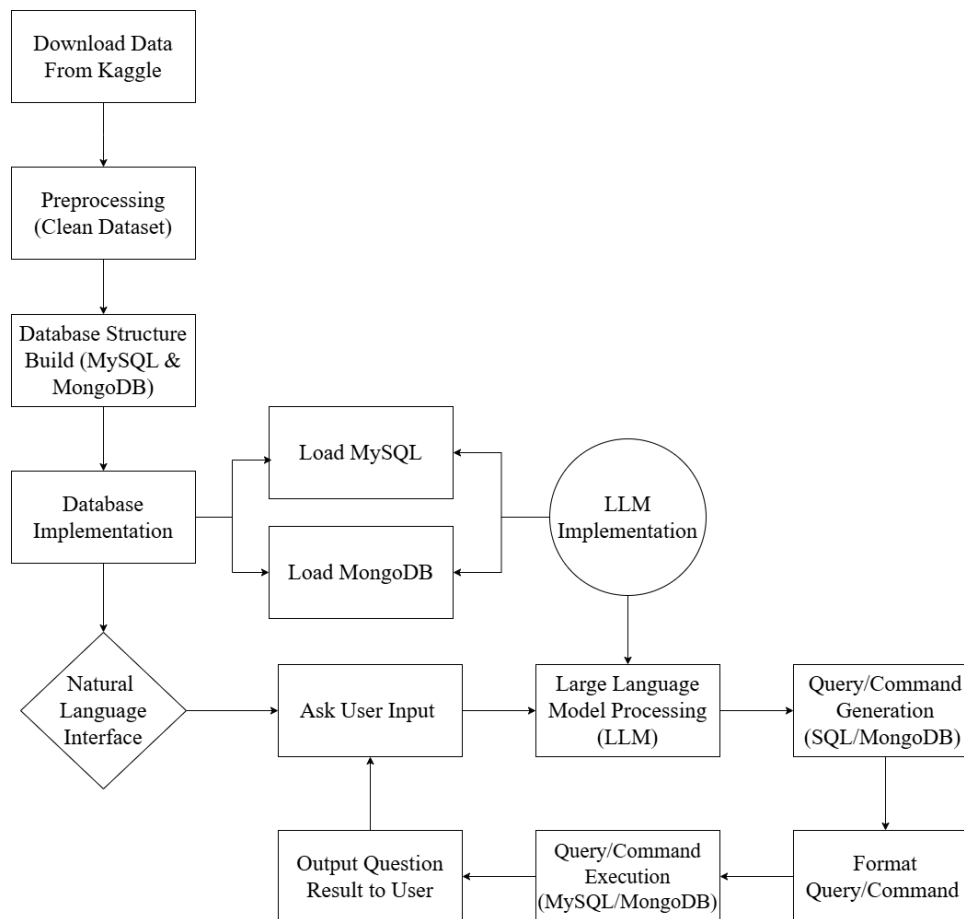 Download Data
From Kaggle
Preprocessing
(Clean Dataset)
Database Structure
Build (MySQL &
MongoDB)
Database
Implementation
Load MySQL
Load MongoDB
LLM
Implementation
Natural
Language
Interface
Ask User Input
Large Language
Model Processing
(LLM)
Query/Command
Generation
(SQL/MongoDB)
Output Question
Result to User
Query/Command
Execution
(MySQL/MongoDB)
Format
Query/Command